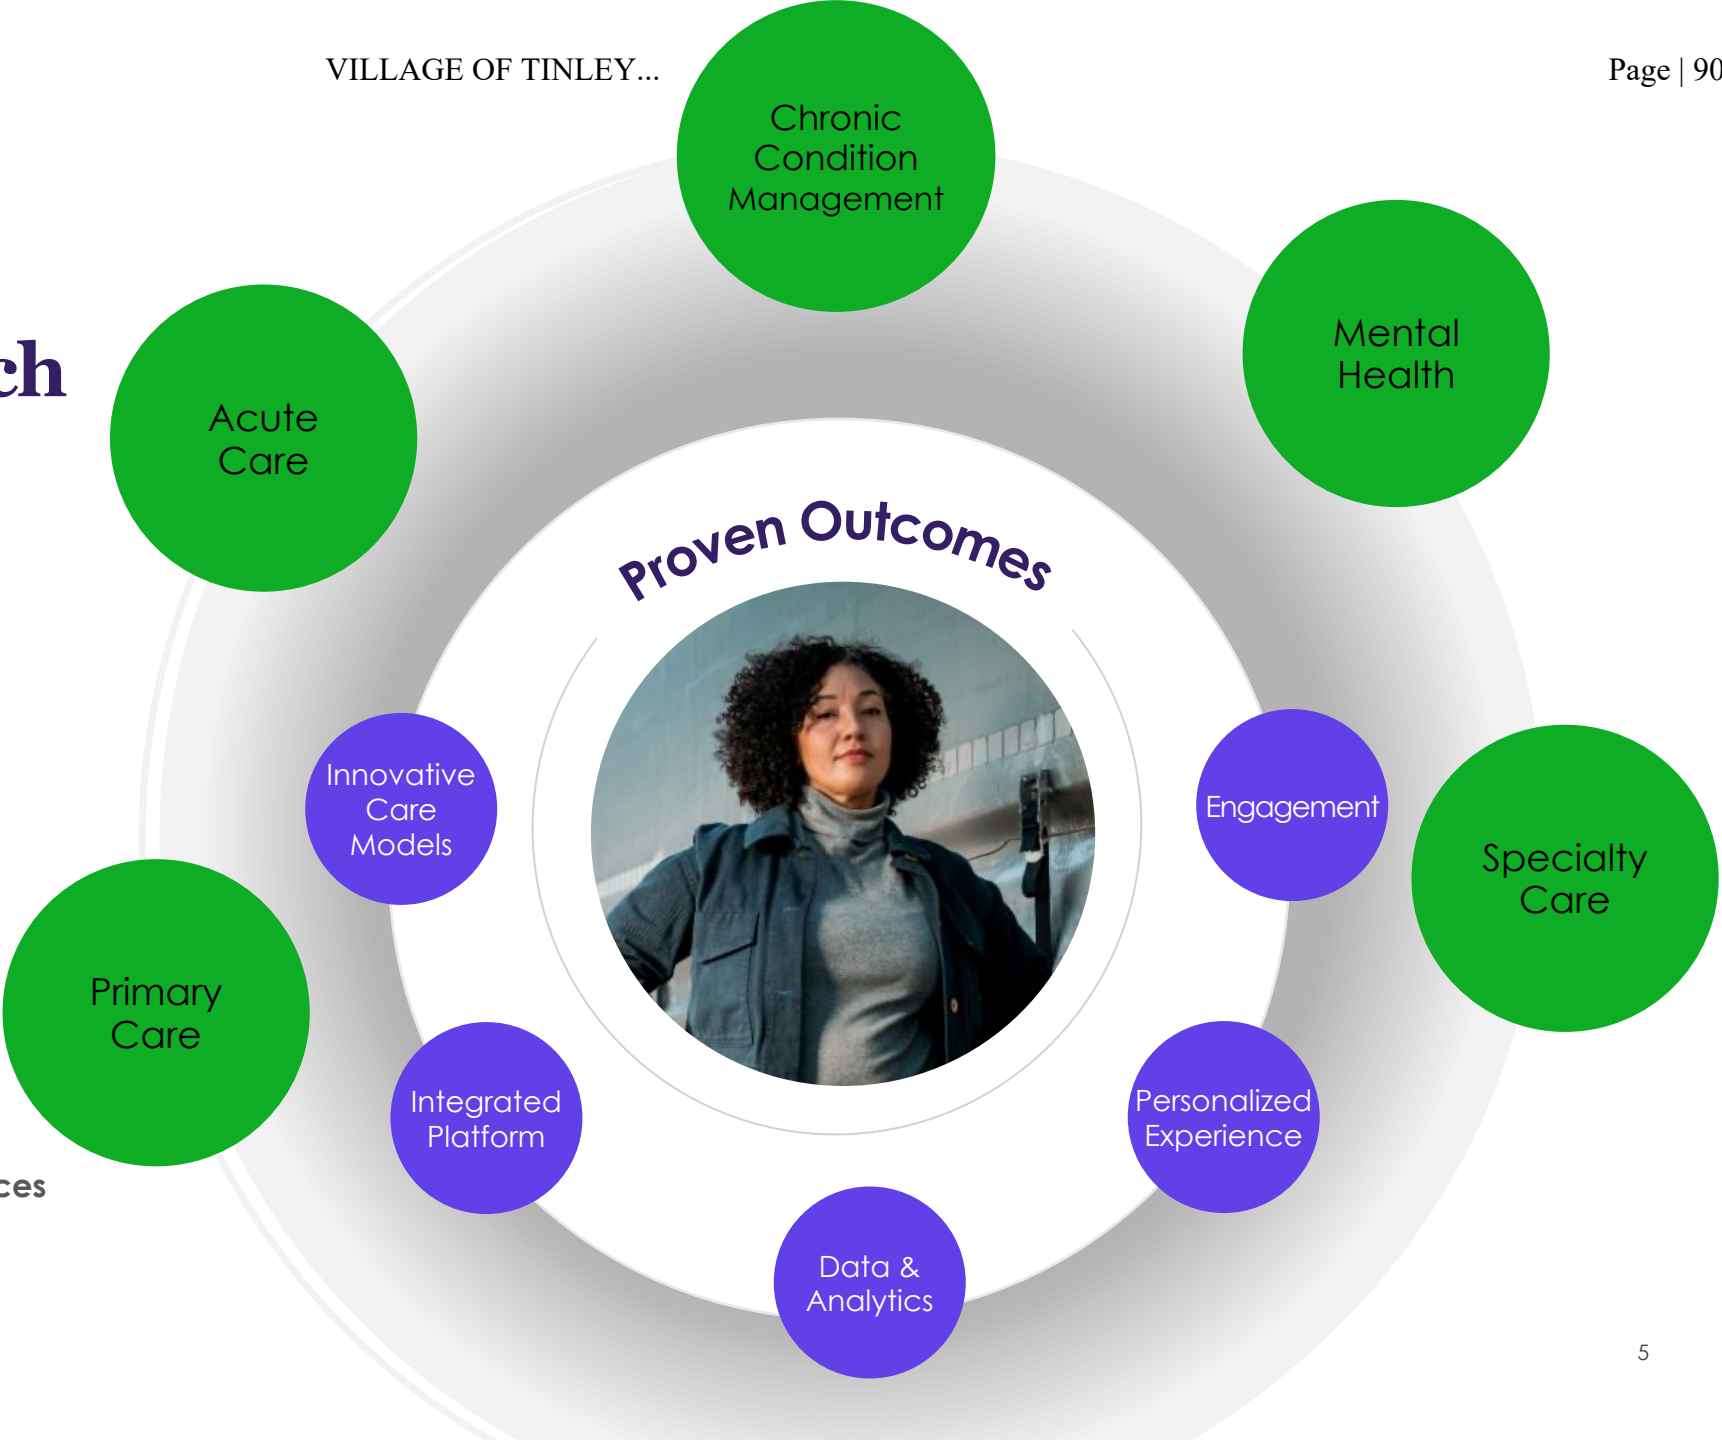 VILLAGE OF TINLEY...
Page | 90
Chronic
Condition
Management
Mental
Health
ch
Acute
Care
Proven Outcomes
Innovative
Care
Models
Engagement
Specialty
Care
Primary
Care
Integrated
Platform
Personalized
Experience
ces
Data &
Analytics
5